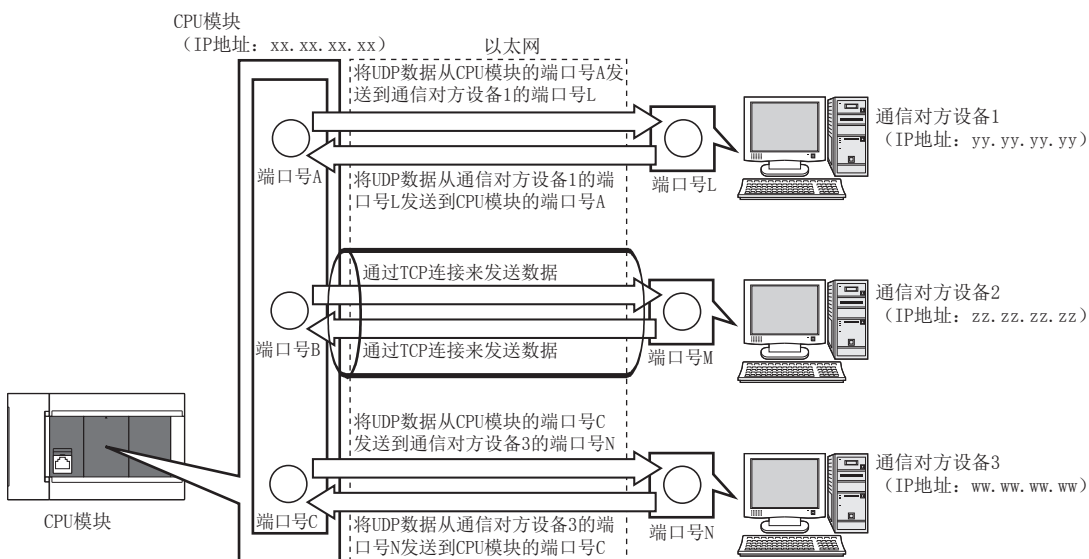 CPU模块
（IP地址：xx.xx.xx.xx）
以太网
将UDP数据从CPU模块的端口号A发
送到通信对方设备1的端口号L
端口号A
将UDP数据从通信对方设备1的端
口号L发送到CPU模块的端口号A
端口号L
通信对方设备1
（IP地址：yy.yy.yy.yy）
通过TCP连接来发送数据
端口号B
通过TCP连接来发送数据
端口号M
通信对方设备2
（IP地址：zz.zz.zz.zz）
将UDP数据从CPU模块的端口号C
发送到通信对方设备3的端口号N
端口号C
将UDP数据从通信对方设备3的端
口号N发送到CPU模块的端口号C
端口号N
通信对方设备3
（IP地址：ww.ww.ww.ww）
CPU模块